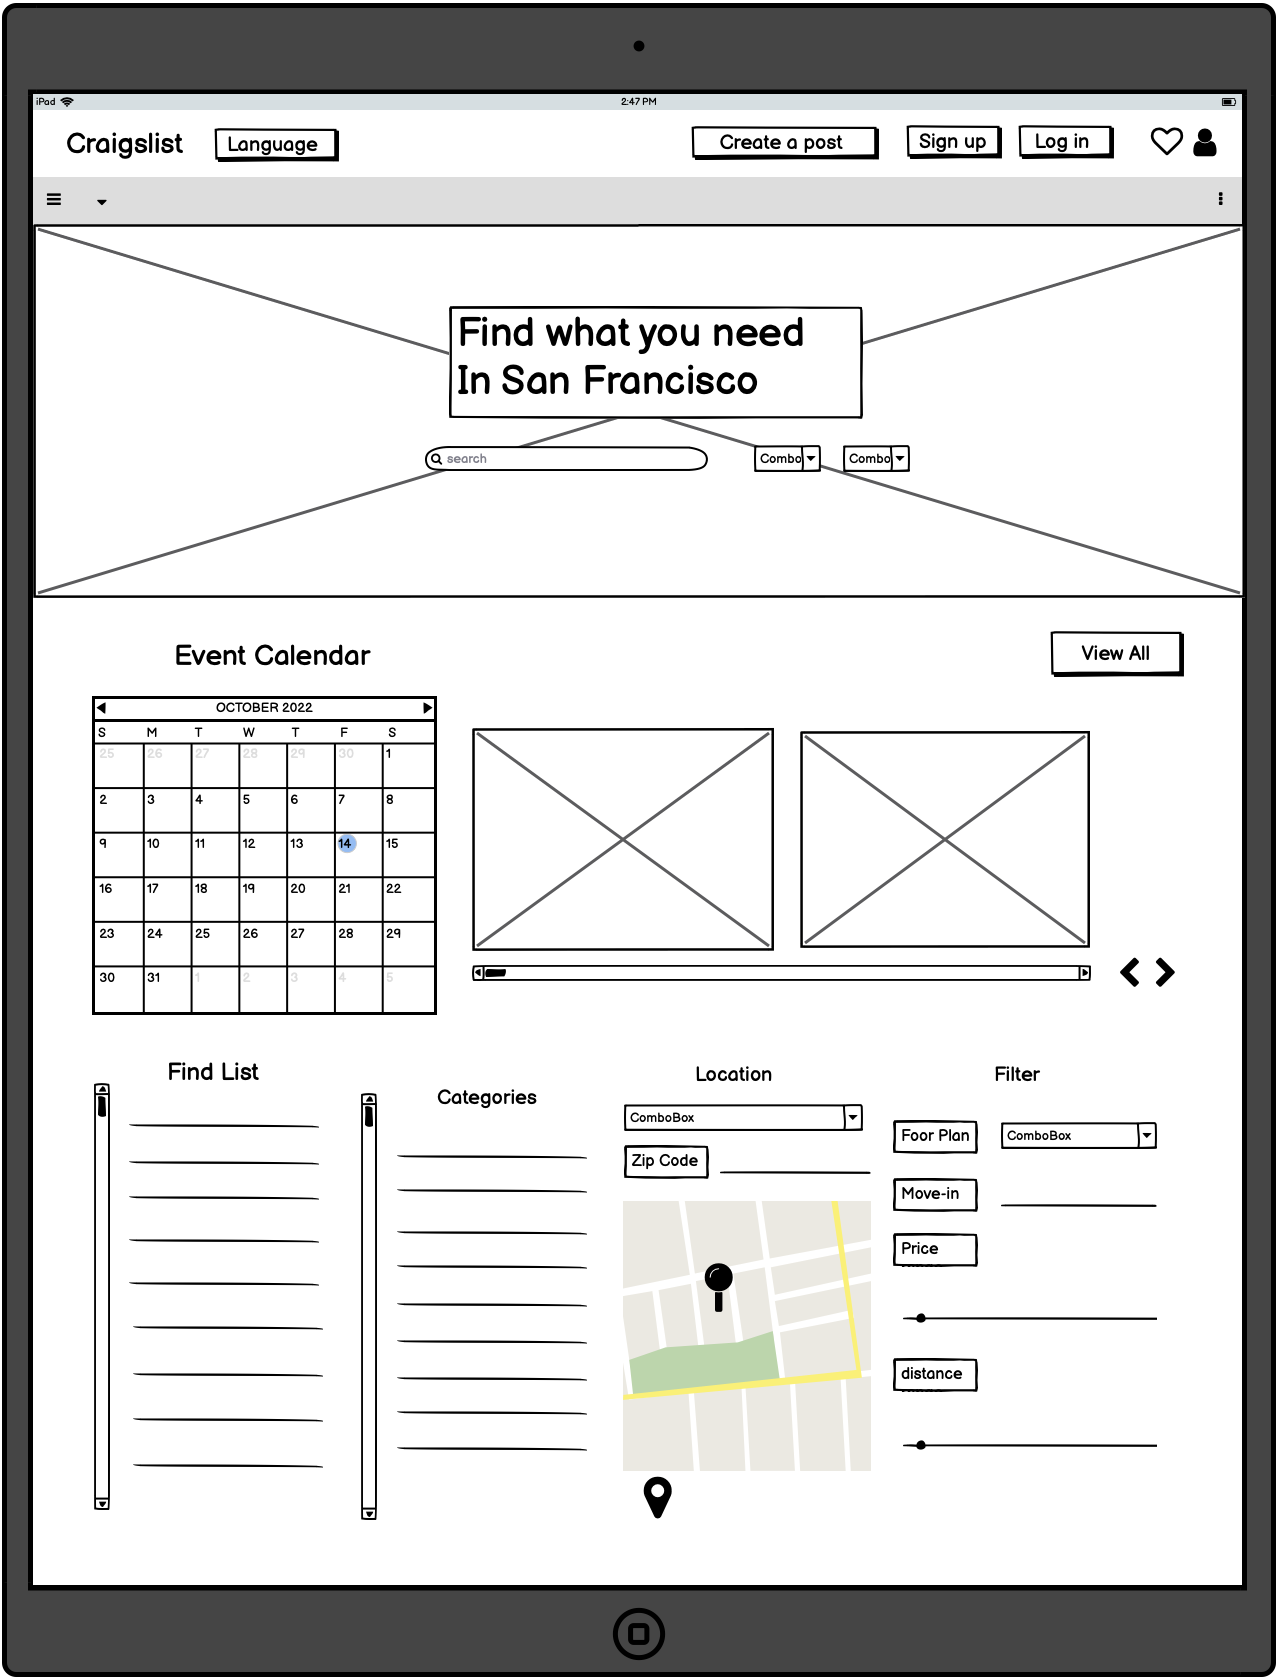 iPad
2:47 PM
Craigslist
Language
Create a post
Sign up
Log in
Find what you need
In San Francisco
search
Combo
Combo
Event Calendar
View All
OCTOBER 2022
S M T W T F S
25 26 27 28 29 30 1
2 3 4 5 6 7 8
9 10 11 12 13 14 15
16 17 18 19 20 21 22
23 24 25 26 27 28 29
30 31 1 2 3 4 5
Find List
Categories
Location
ComboBox
Zip Code
Filter
Foor Plan
ComboBox
Move-in
Price
distance